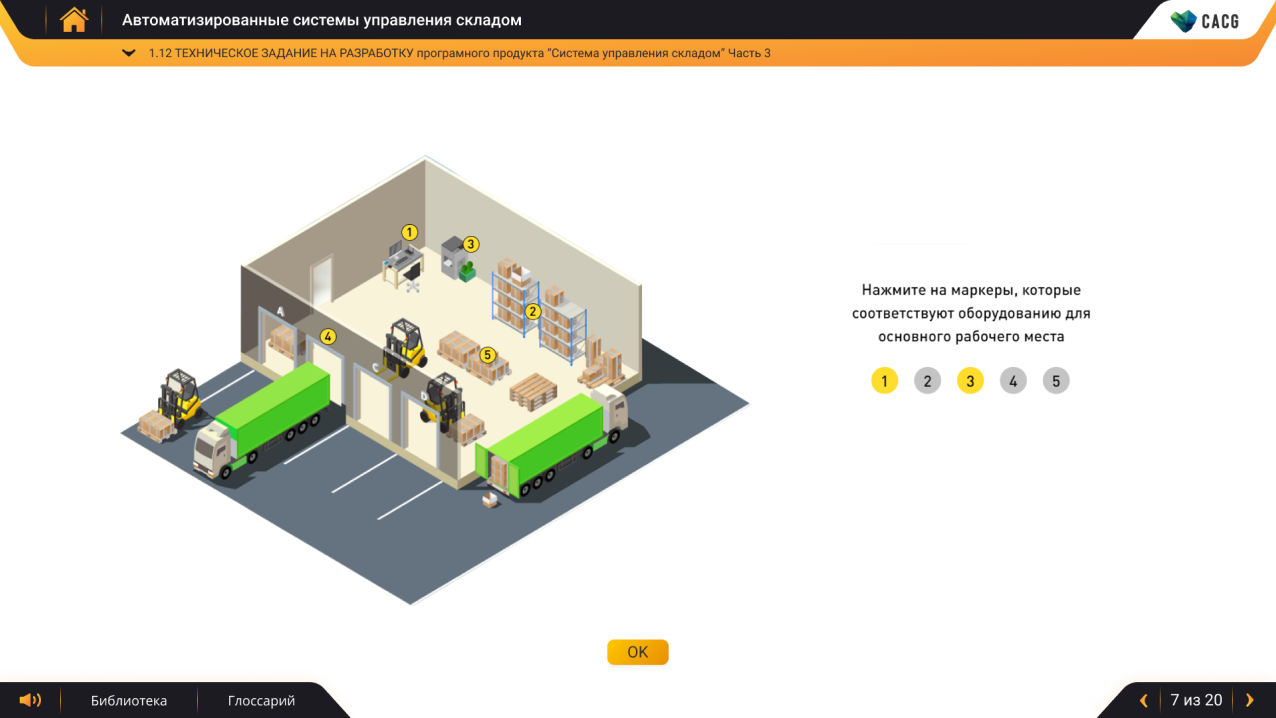 Автоматизированные системы управления складом
CACG
1.12 ТЕХНИЧЕСКОЕ ЗАДАНИЕ НА РАЗРАБОТКУ програмного продукта "Система управления складом" Часть 3
1
3
2
4
5
A
C
D
Нажмите на маркеры, которые
соответствуют оборудованию для
основного рабочего места
1 2 3 4 5
OK
Библиотека
Глоссарий
7 из 20